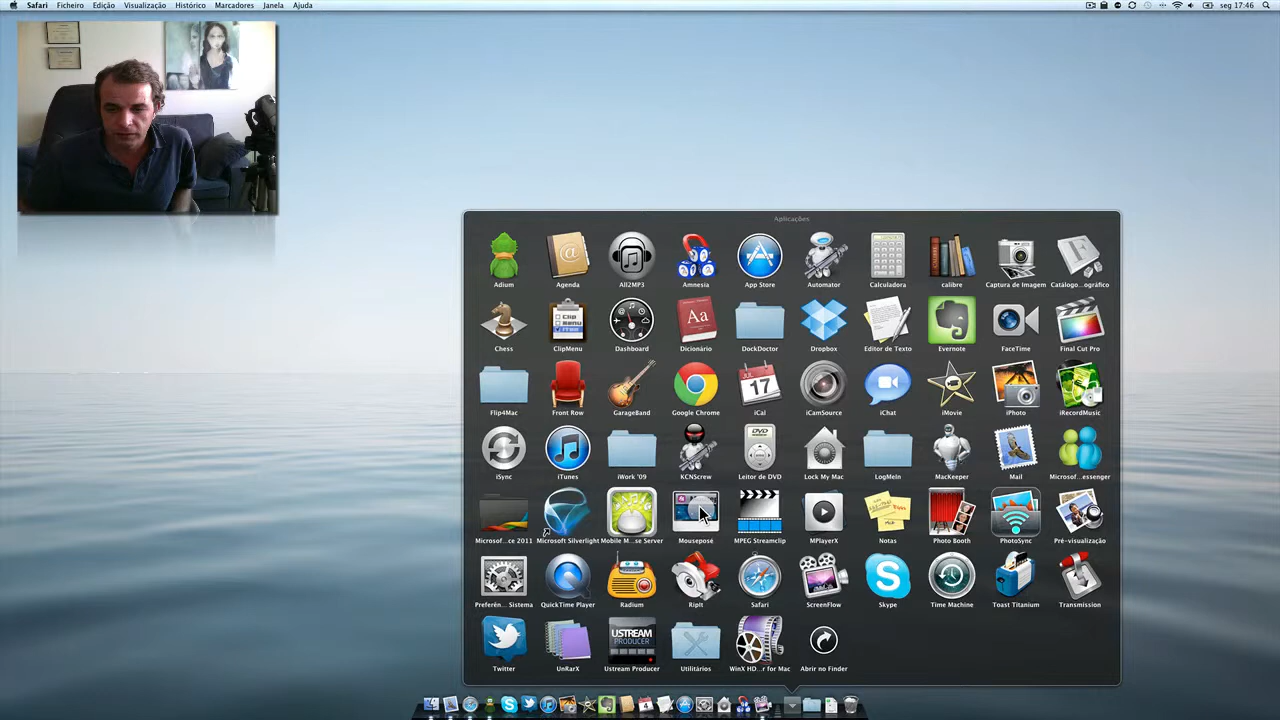 Safari Ficheiro Edição Visualização Histórico Marcadores Janela Ajuda seg 17:46
Aplicações
Adium Agenda All2MP3 Amnesia App Store Automator Calculadora calibre Captura de Imagem Catálogo...ográfico
Chess ClipMenu Dashboard Dicionário DockDoctor Dropbox Editor de Texto Evernote FaceTime Final Cut Pro
Flip4Mac Front Row GarageBand Google Chrome iCal iCamSource iChat iMovie iPhoto iRecordMusic
iSync iTunes iWork '09 KCNScrew Leitor de DVD Lock My Mac LogMeIn MacKeeper Mail Microsof...essenger
Microsof...ce 2011 Microsoft Silverlight Mobile M...se Server Mouseposé MPEG Streamclip MPlayerX Notas Photo Booth PhotoSync Pré-visualização
Preferên... Sistema QuickTime Player Radium RipIt Safari ScreenFlow Skype Time Machine Toast Titanium Transmission
Twitter UnRarX Ustream Producer Utilitários WinX HD...r for Mac Abrir no Finder